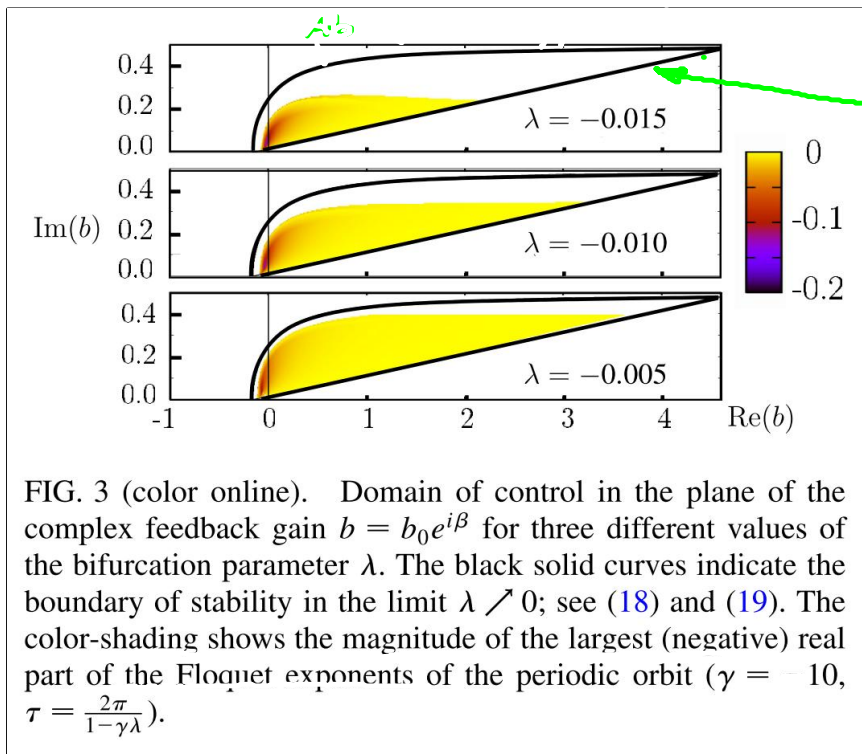 0.4
0.2
0.0
λ = −0.015
0.4
0.2
0.0
Im(b)
λ = −0.010
0
-0.1
-0.2
0.4
0.2
0.0
λ = −0.005
-1 0 1 2 3 4 Re(b)
FIG. 3 (color online). Domain of control in the plane of the
complex feedback gain b = b₀e^{iβ} for three different values of
the bifurcation parameter λ. The black solid curves indicate the
boundary of stability in the limit λ ↗ 0; see (18) and (19). The
color-shading shows the magnitude of the largest (negative) real
part of the Floquet exponents of the periodic orbit (γ = 10,
τ = 2π/(1−γλ)).